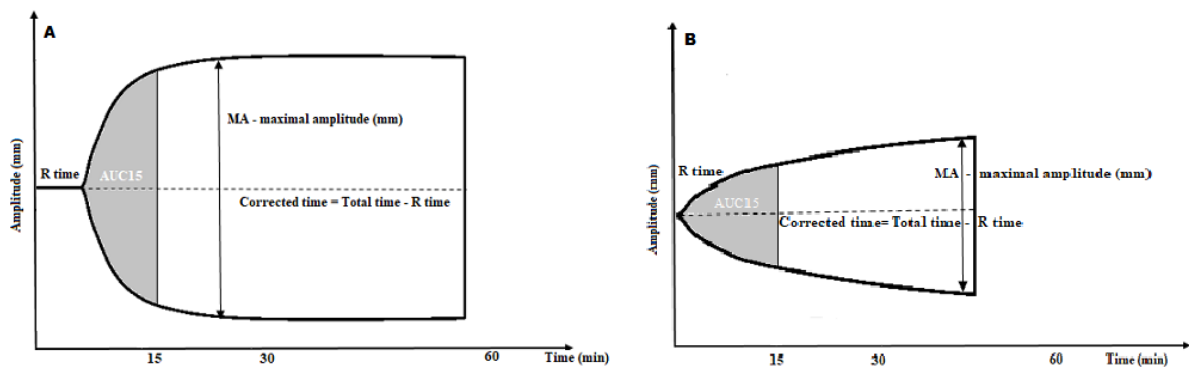 A
Amplitude (mm)
R time
AUC15
MA - maximal amplitude (mm)
Corrected time = Total time - R time
15
30
60
Time (min)
B
Amplitude (mm)
R time
AUC15
MA - maximal amplitude (mm)
Corrected time= Total time - R time
15
30
60
Time (min)